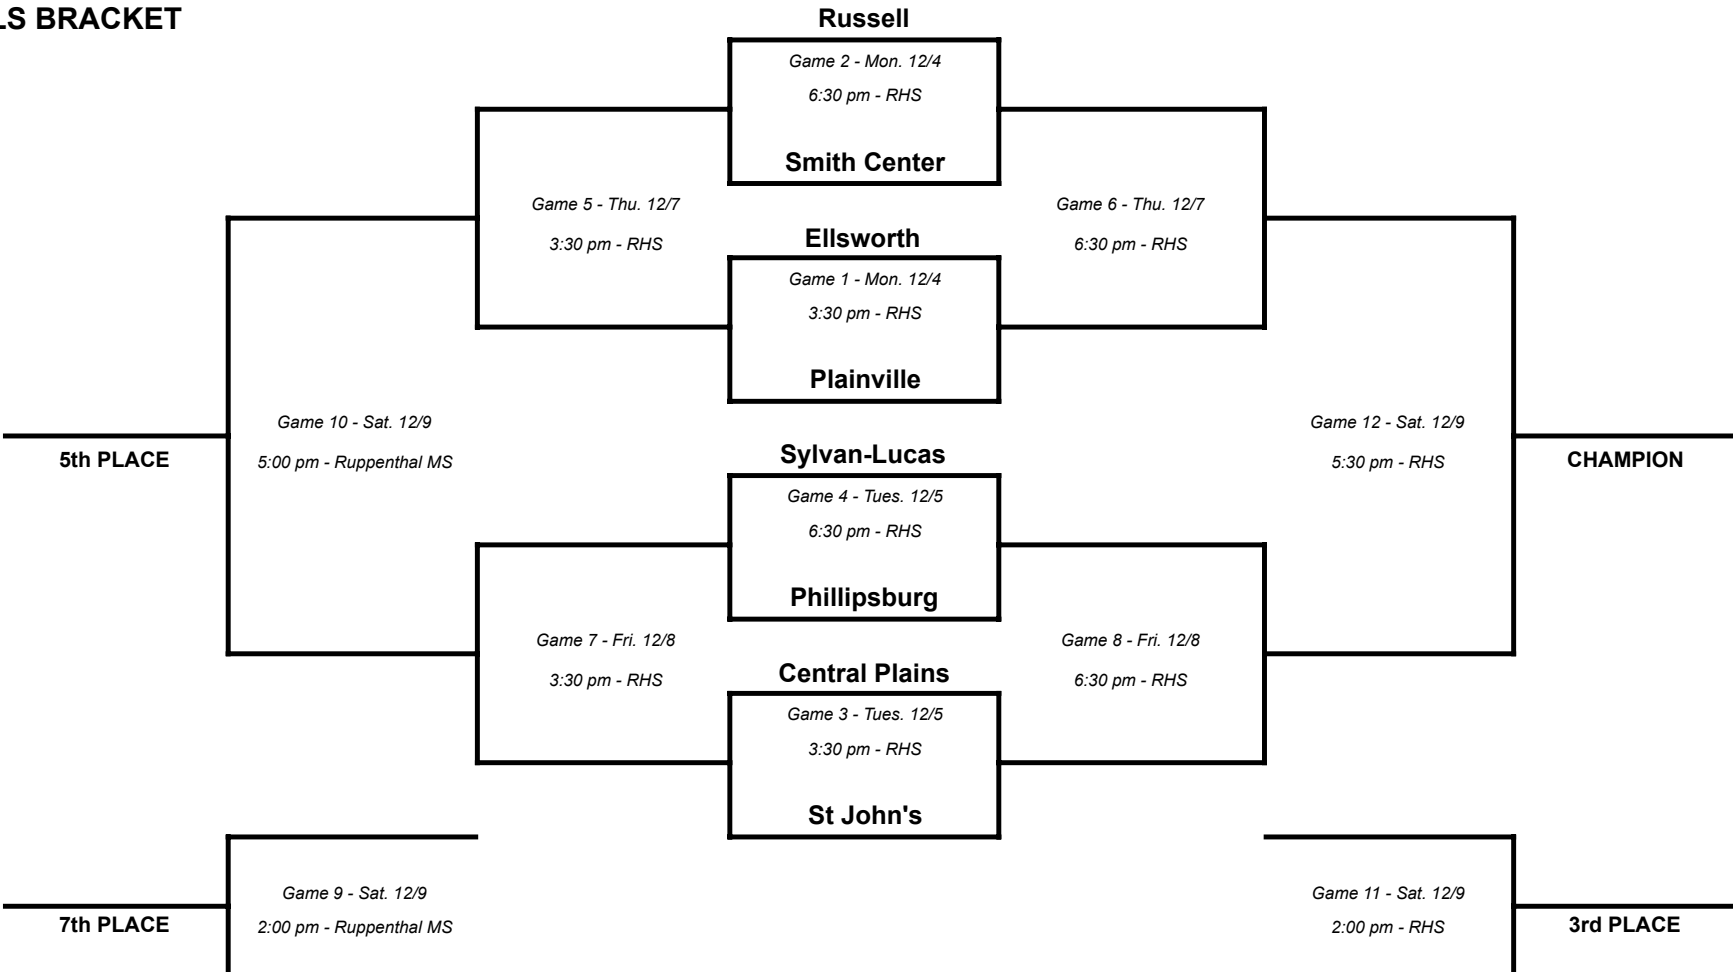 LS BRACKET
Russell
Game 2 - Mon. 12/4
6:30 pm - RHS
Smith Center
Game 5 - Thu. 12/7
3:30 pm - RHS
Game 6 - Thu. 12/7
6:30 pm - RHS
Ellsworth
Game 1 - Mon. 12/4
3:30 pm - RHS
Plainville
Game 10 - Sat. 12/9
5:00 pm - Ruppenthal MS
5th PLACE
Game 12 - Sat. 12/9
5:30 pm - RHS
CHAMPION
Sylvan-Lucas
Game 4 - Tues. 12/5
6:30 pm - RHS
Phillipsburg
Game 7 - Fri. 12/8
3:30 pm - RHS
Game 8 - Fri. 12/8
6:30 pm - RHS
Central Plains
Game 3 - Tues. 12/5
3:30 pm - RHS
St John's
Game 9 - Sat. 12/9
2:00 pm - Ruppenthal MS
7th PLACE
Game 11 - Sat. 12/9
2:00 pm - RHS
3rd PLACE